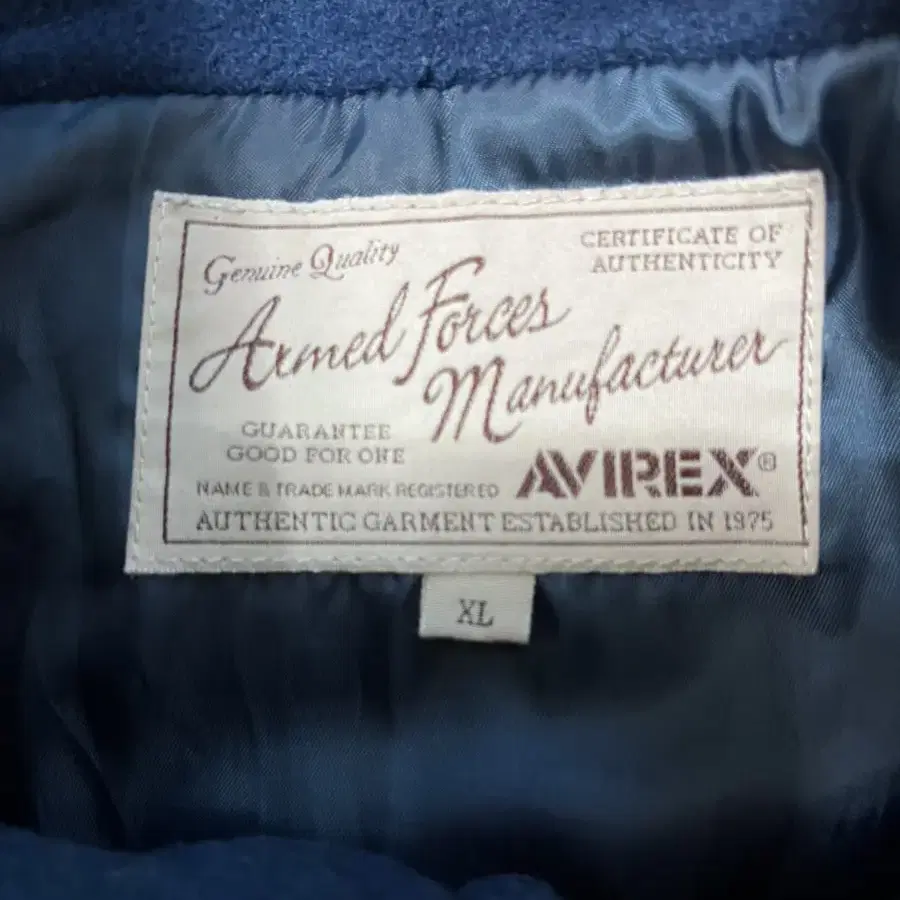 Genuine Quality
CERTIFICATE OF
AUTHENTICITY
Armed Forces
Manufacturer
GUARANTEE
GOOD FOR ONE
AVIREX®
NAME & TRADE MARK REGISTERED
AUTHENTIC GARMENT ESTABLISHED IN 1975
XL